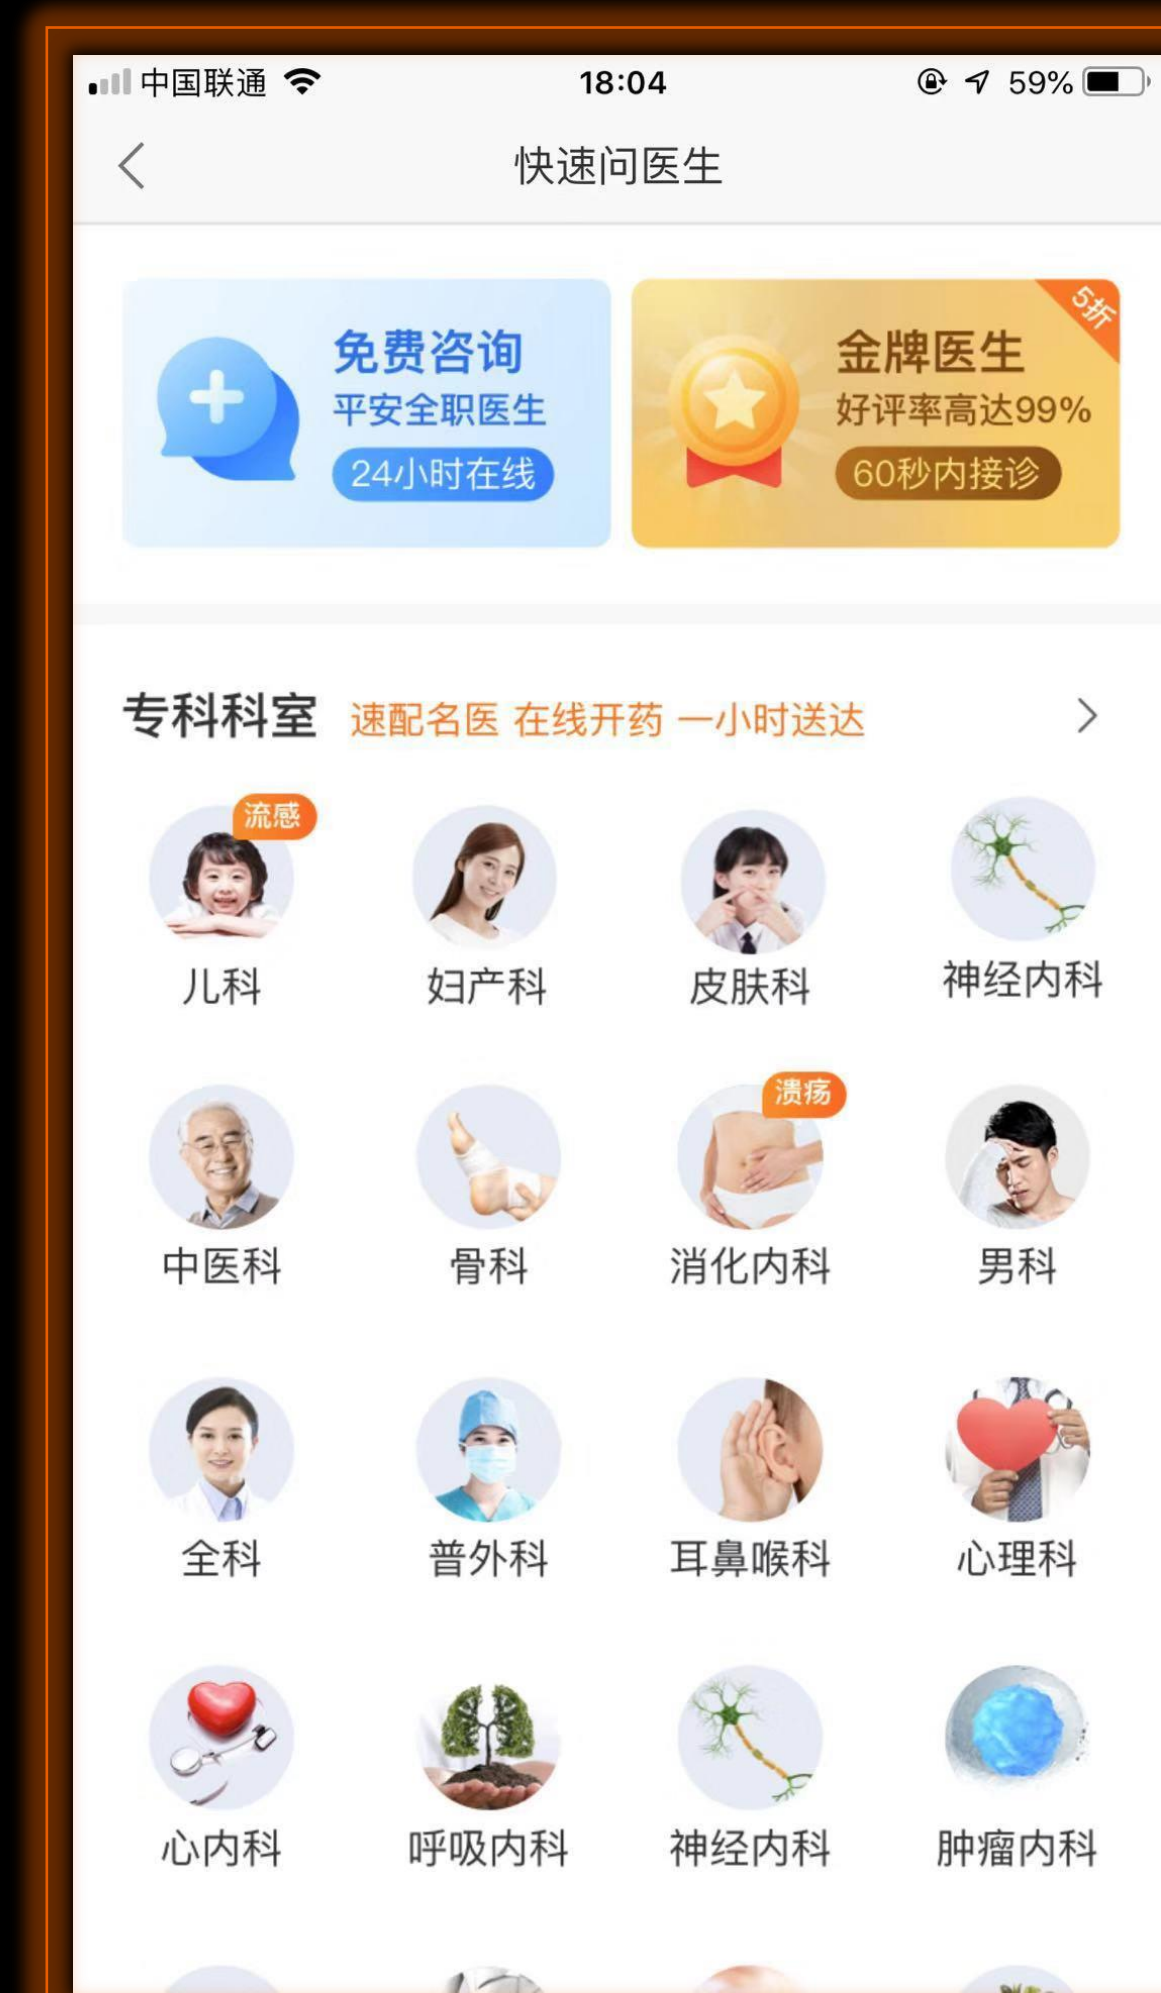 中国联通
18:04
59%
快速问医生
免费咨询
平安全职医生
24小时在线
5折
金牌医生
好评率高达99%
60秒内接诊
专科科室 速配名医 在线开药 一小时送达
流感
儿科 妇产科 皮肤科 神经内科
溃疡
中医科 骨科 消化内科 男科
全科 普外科 耳鼻喉科 心理科
心内科 呼吸内科 神经内科 肿瘤内科